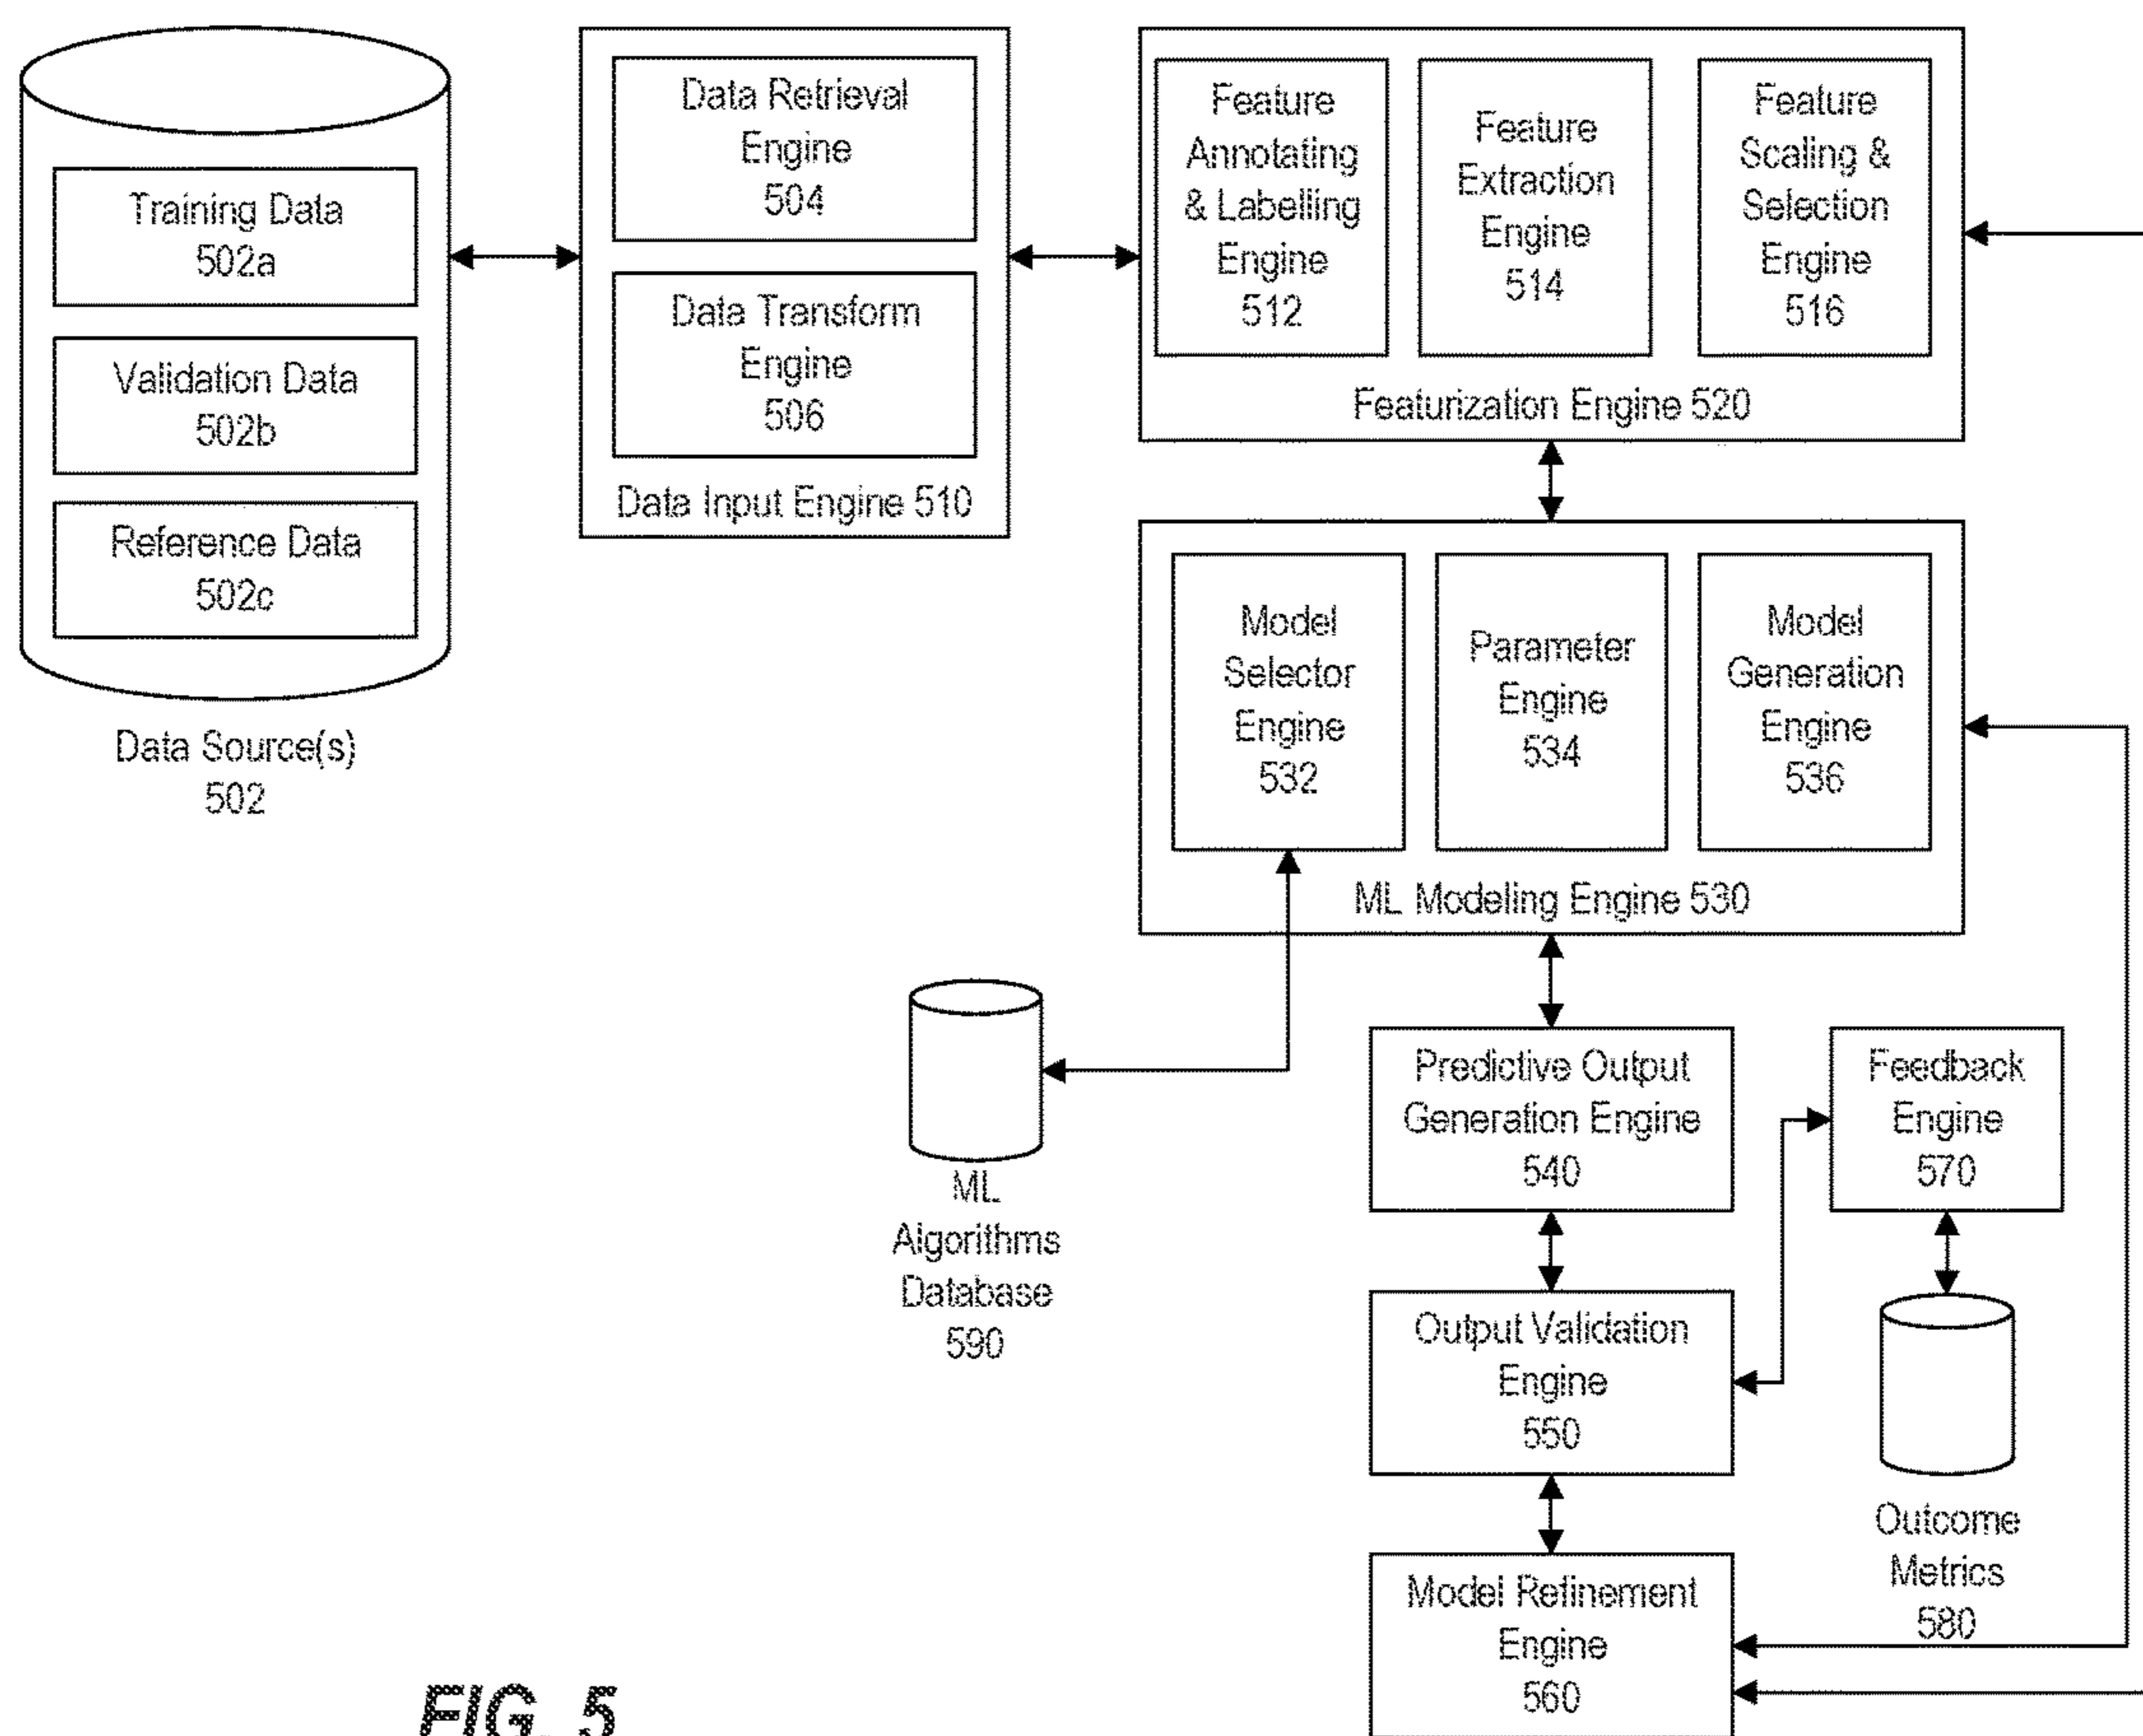 Training Data
502a
Validation Data
502b
Reference Data
502c
Data Source(s)
502
Data Retrieval
Engine
504
Data Transform
Engine
506
Data Input Engine 510
Feature
Annotating
& Labelling
Engine
512
Feature
Extraction
Engine
514
Feature
Scaling &
Selection
Engine
516
Featurization Engine 520
Model
Selector
Engine
532
Parameter
Engine
534
Model
Generation
Engine
536
ML Modeling Engine 530
ML
Algorithms
Database
590
Predictive Output
Generation Engine
540
Feedback
Engine
570
Output Validation
Engine
550
Outcome
Metrics
580
Model Refinement
Engine
560
FIG. 5